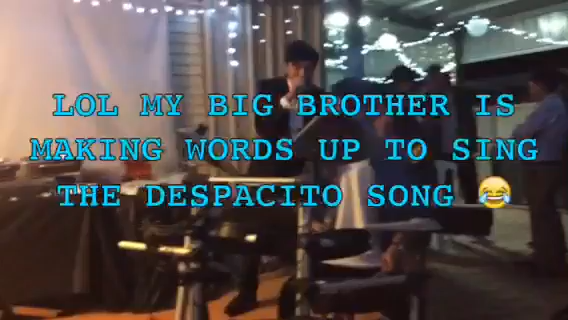 LOL MY BIG BROTHER IS
MAKING WORDS UP TO SING
THE DESPACITO SONG 😂